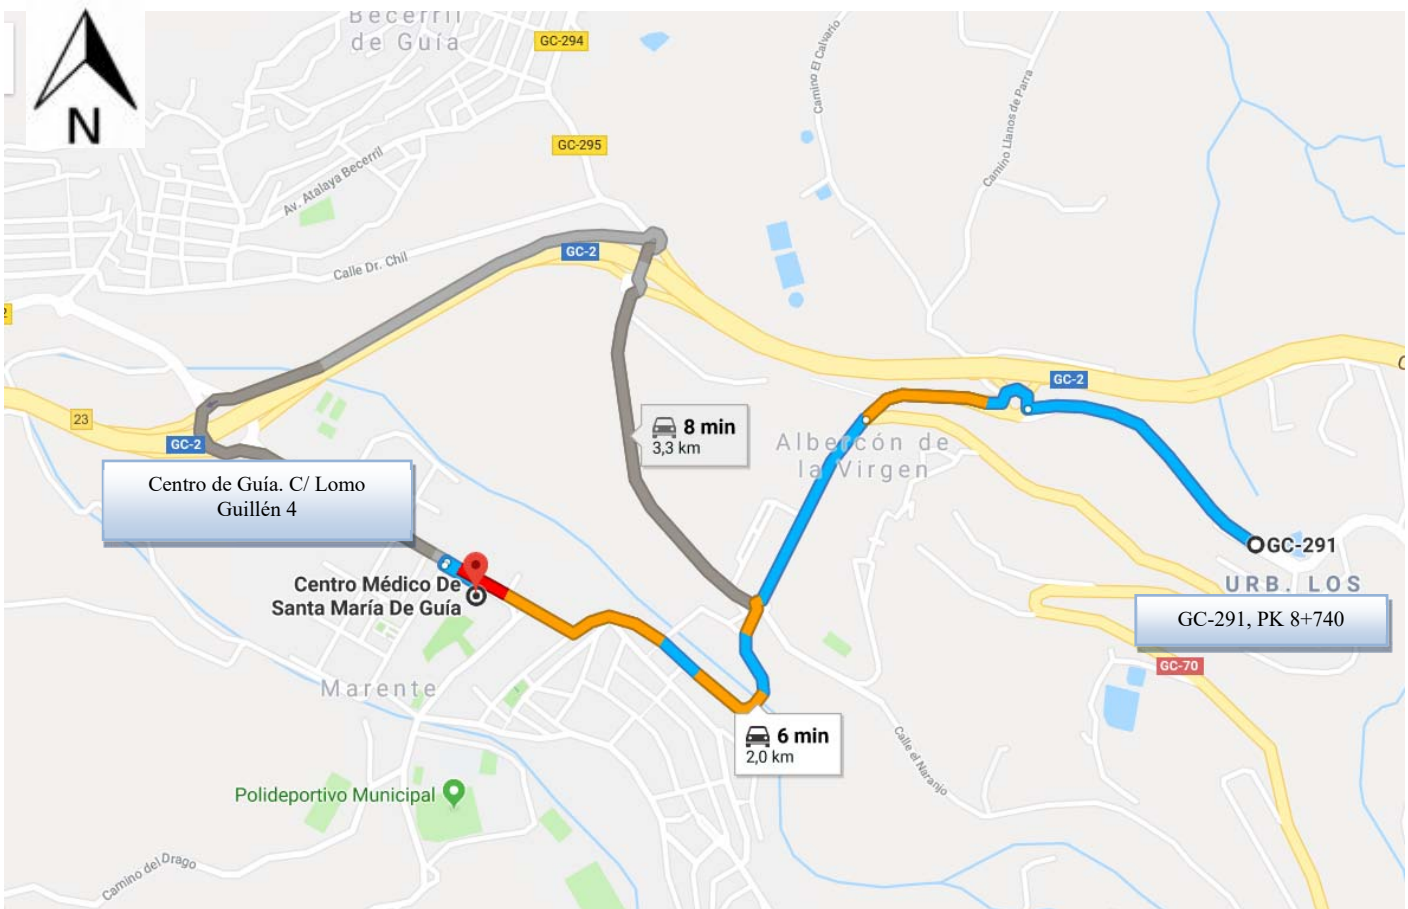 Becerril
de Guía
GC-294
N
GC-295
Camino El Calvario
Camino Llanos de Parra
Av. Atalaya Becerril
GC-2
Calle Dr. Chil
2
GC-2
23
GC-2
8 min
3,3 km
Albercón de
la Virgen
Centro de Guía. C/ Lomo
Guillén 4
GC-291
Centro Médico De
Santa María De Guía
URB. LOS
GC-291, PK 8+740
GC-70
Marente
6 min
2,0 km
Calle el Naranjo
Polideportivo Municipal
Camino del Drago